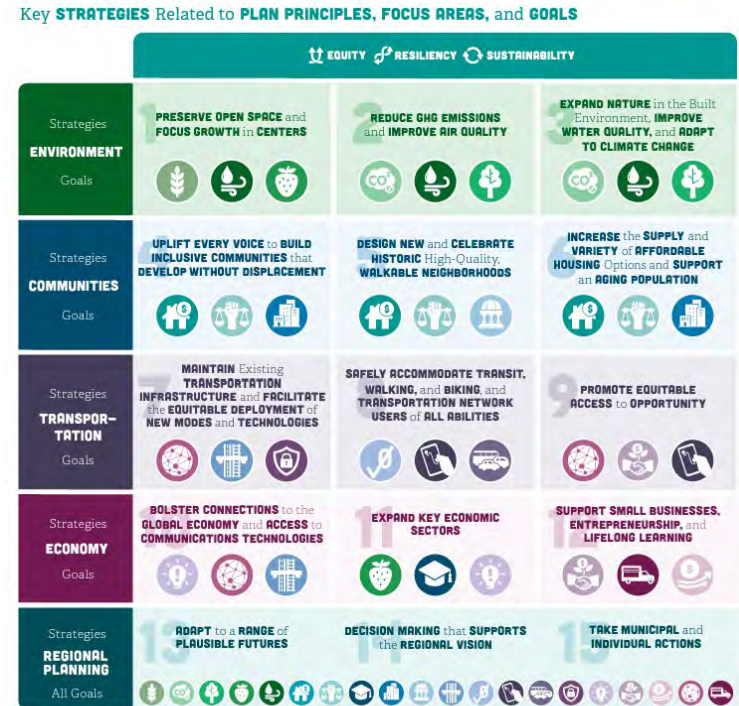 Key STRATEGIES Related to PLAN PRINCIPLES, FOCUS AREAS, and GOALS
EQUITY RESILIENCY SUSTAINABILITY
Strategies
ENVIRONMENT
Goals
1
PRESERVE OPEN SPACE and
FOCUS GROWTH in CENTERS
2
REDUCE GHG EMISSIONS
and IMPROVE AIR QUALITY
CO2
3
EXPAND NATURE in the Built
Environment, IMPROVE
WATER QUALITY, and ADAPT
TO CLIMATE CHANGE
CO2
Strategies
COMMUNITIES
Goals
4
UPLIFT EVERY VOICE to BUILD
INCLUSIVE COMMUNITIES that
DEVELOP WITHOUT DISPLACEMENT
$
5
DESIGN NEW and CELEBRATE
HISTORIC High-Quality,
WALKABLE NEIGHBORHOODS
$
6
INCREASE the SUPPLY and
VARIETY of AFFORDABLE
HOUSING Options and SUPPORT
an AGING POPULATION
$
Strategies
TRANSPOR-
TATION
Goals
7
MAINTAIN Existing
TRANSPORTATION
INFRASTRUCTURE and FACILITATE
the EQUITABLE DEPLOYMENT of
NEW MODES and TECHNOLOGIES
8
SAFELY ACCOMMODATE TRANSIT,
WALKING, and BIKING, and
TRANSPORTATION NETWORK
USERS of ALL ABILITIES
0
9
PROMOTE EQUITABLE
ACCESS to OPPORTUNITY
$
Strategies
ECONOMY
Goals
10
BOLSTER CONNECTIONS to the
GLOBAL ECONOMY and ACCESS to
COMMUNICATIONS TECHNOLOGIES
11
EXPAND KEY ECONOMIC
SECTORS
12
SUPPORT SMALL BUSINESSES,
ENTREPRENEURSHIP, and
LIFELONG LEARNING
$
$
Strategies
REGIONAL
PLANNING
All Goals
13
ADAPT to a RANGE of
PLAUSIBLE FUTURES
14
DECISION MAKING that SUPPORTS
the REGIONAL VISION
15
TAKE MUNICIPAL and
INDIVIDUAL ACTIONS